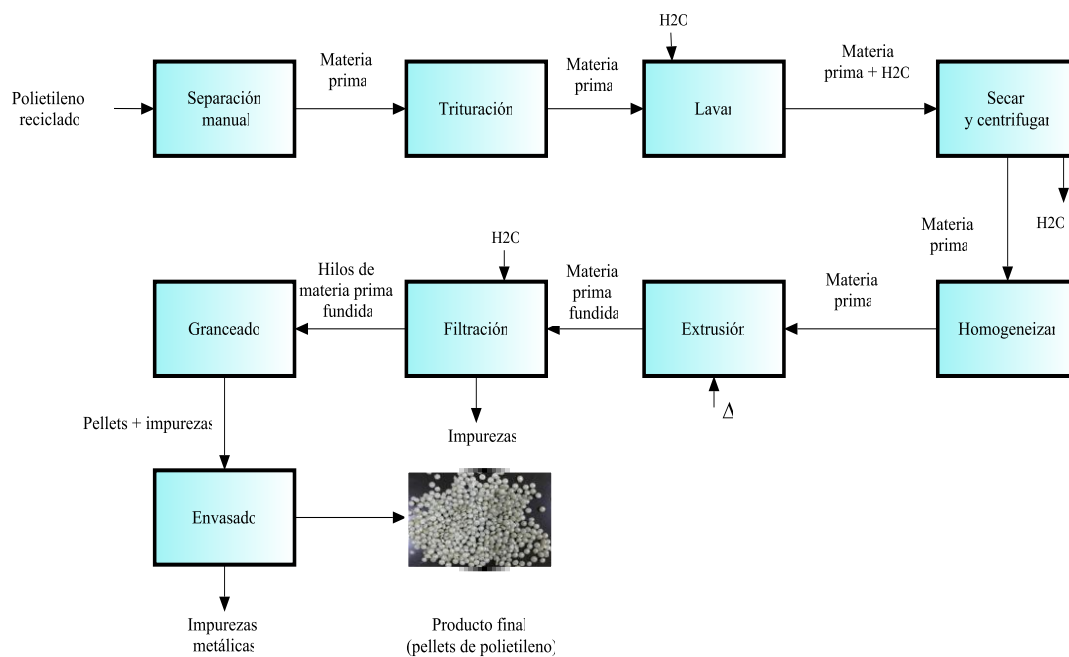 Polietileno
reciclado
Separación
manual
Materia
prima
Trituración
Materia
prima
H2O
Lavar
Materia
prima + H2O
Secar
y centrifugar
H2O
Materia
prima
Homogeneizar
Materia
prima
Extrusión
Δ
Materia
prima
fundida
H2O
Filtración
Impurezas
Hilos de
materia prima
fundida
Granceado
Pellets + impurezas
Envasado
Impurezas
metálicas
Producto final
(pellets de polietileno)